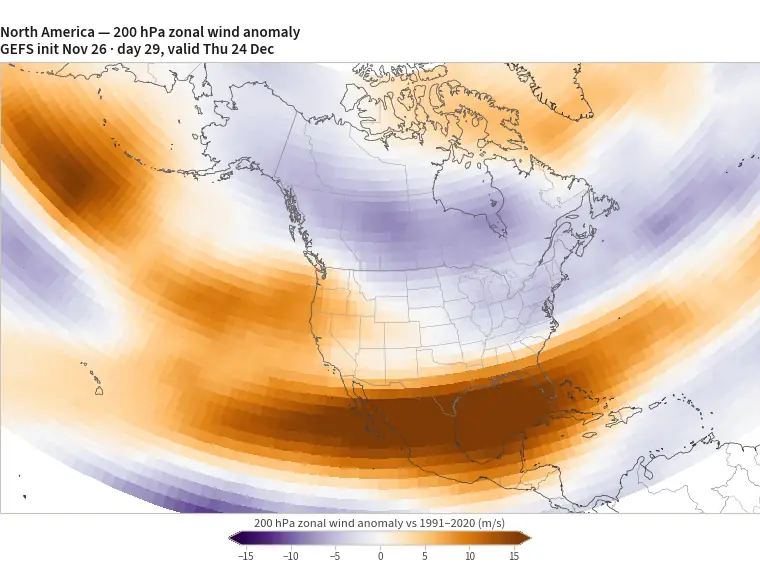 North America — 200 hPa zonal wind anomaly
GEFS init Nov 26 · day 29, valid Thu 24 Dec
200 hPa zonal wind anomaly vs 1991–2020 (m/s)
−15 −10 −5 0 5 10 15